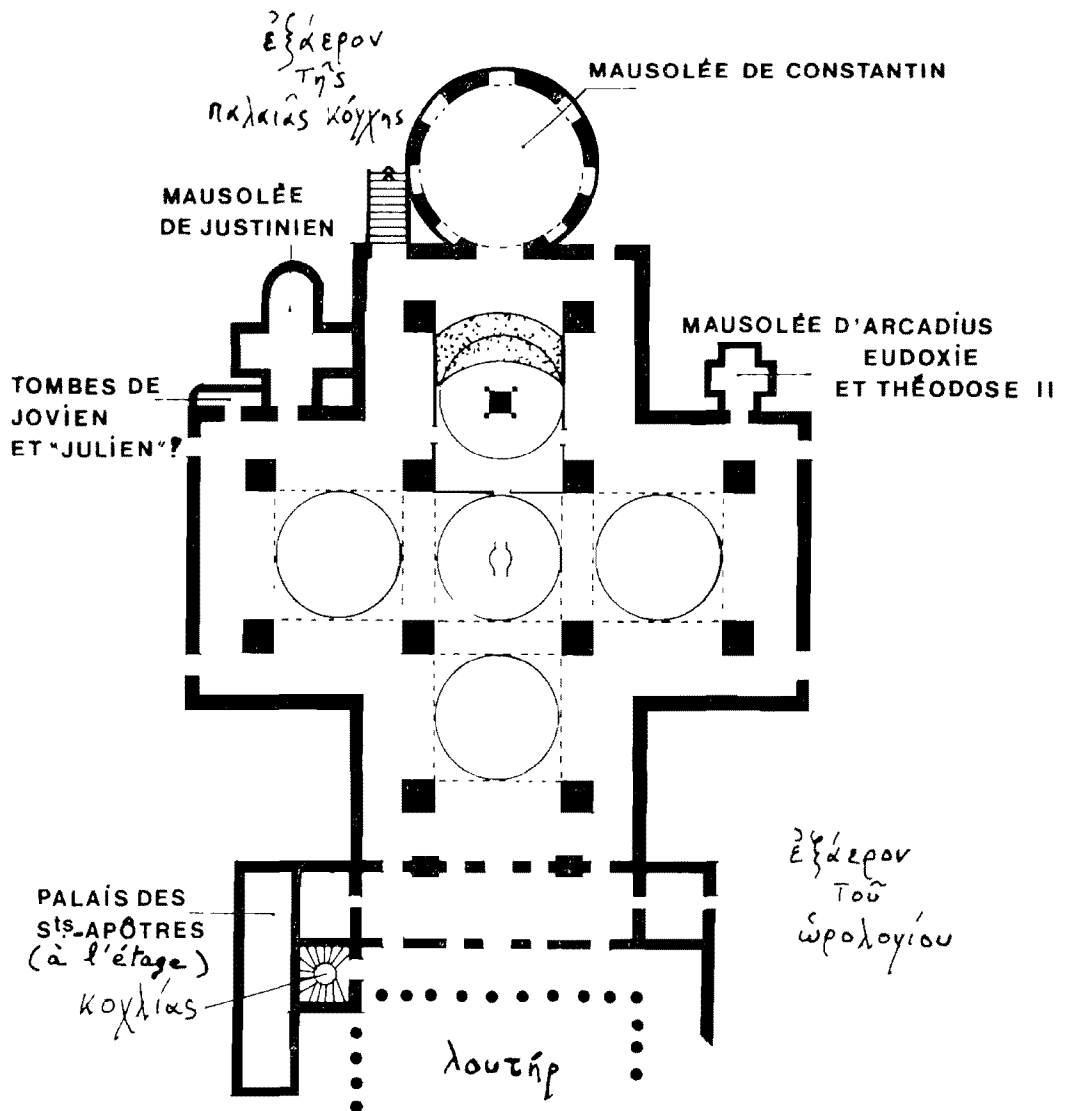 ἐξάερον
τῆς
παλαιᾶς κόγχης
MAUSOLÉE DE CONSTANTIN
MAUSOLÉE
DE JUSTINIEN
MAUSOLÉE D'ARCADIUS
EUDOXIE
ET THÉODOSE II
TOMBES DE
JOVIEN
ET "JULIEN"?
ἐξάερον
τοῦ
ὡρολογίου
PALAIS DES
Sts-APÔTRES
(à l'étage)
κοχλίας
λουτήρ